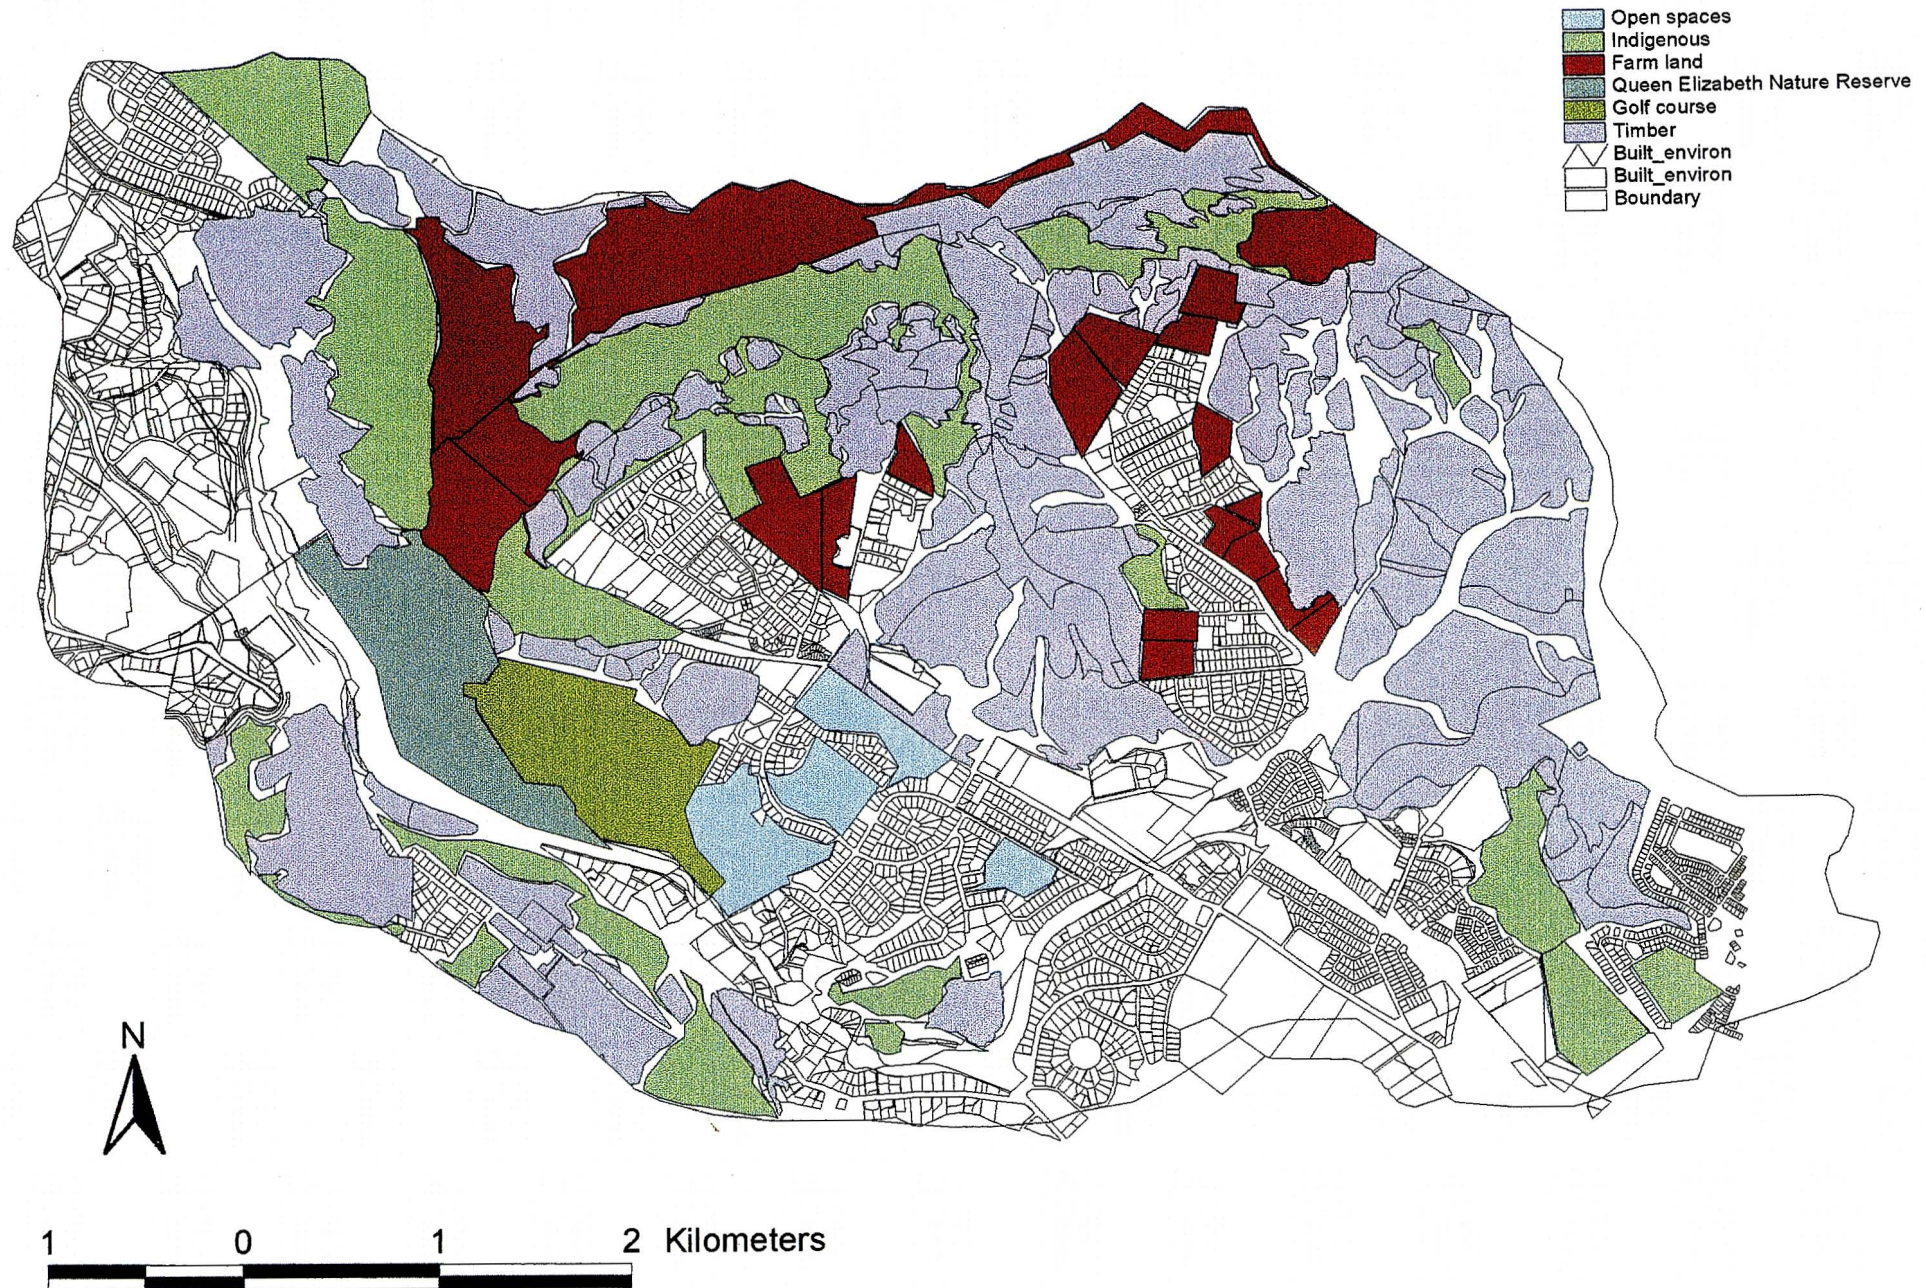 Open spaces
Indigenous
Farm land
Queen Elizabeth Nature Reserve
Golf course
Timber
Built_environ
Built_environ
Boundary
N
1 0 1 2 Kilometers